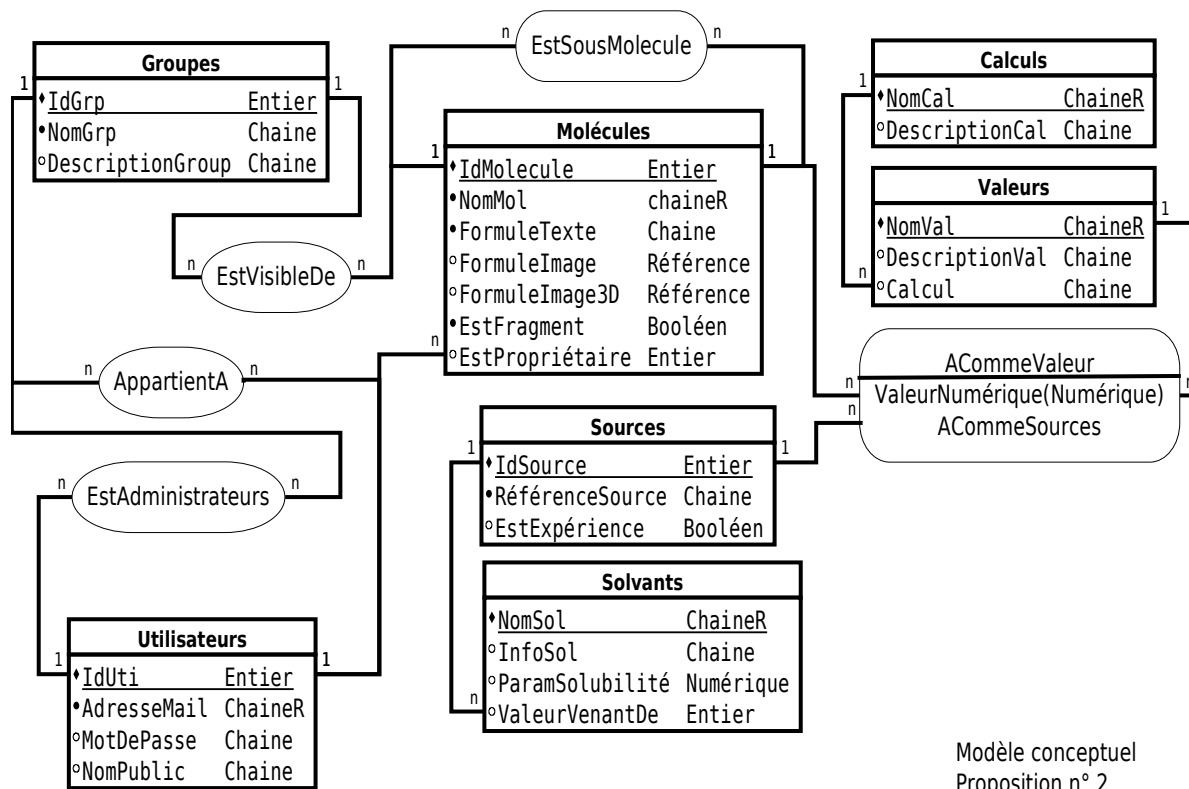 n
EstSousMolecule
n
Groupes
1
1
IdGrp Entier
NomGrp Chaine
DescriptionGroup Chaine
Molécules
1
1
IdMolecule Entier
NomMol chaineR
FormuleTexte Chaine
FormuleImage Référence
FormuleImage3D Référence
EstFragment Booléen
n
EstPropriétaire Entier
Calculs
1
NomCal ChaineR
DescriptionCal Chaine
Valeurs
1
NomVal ChaineR
DescriptionVal Chaine
n
Calcul Chaine
n
EstVisibleDe
n
n
AppartientA
n
ACommeValeur
n
ValeurNumérique(Numérique)
n
n
ACommeSources
Sources
1
1
IdSource Entier
RéférenceSource Chaine
EstExpérience Booléen
n
EstAdministrateurs
n
Solvants
NomSol ChaineR
InfoSol Chaine
ParamSolubilité Numérique
n
ValeurVenantDe Entier
Utilisateurs
1
1
IdUti Entier
AdresseMail ChaineR
MotDePasse Chaine
NomPublic Chaine
Modèle conceptuel
Proposition n° 2